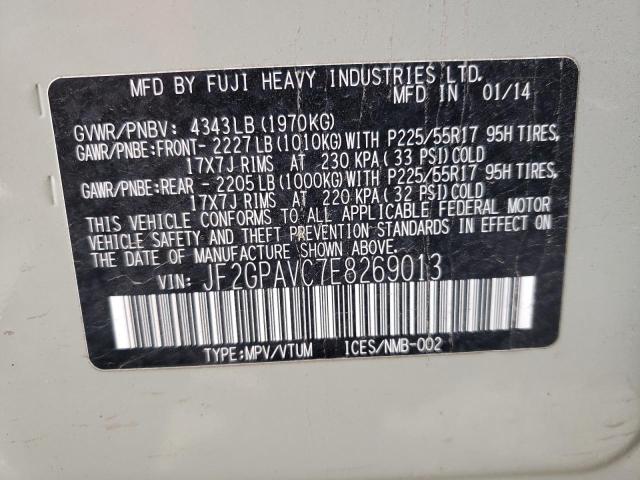 MFD BY FUJI HEAVY INDUSTRIES LTD.
MFD IN 01/14
GVWR/PNBV: 4343LB(1970KG)
GAWR/PNBE:FRONT- 2227LB(1010KG)WITH P225/55R17 95H TIRES,
17X7J RIMS AT 230 KPA(33 PSI)COLD
GAWR/PNBE:REAR - 2205LB(1000KG)WITH P225/55R17 95H TIRES,
17X7J RIMS AT 220 KPA(32 PSI)COLD
THIS VEHICLE CONFORMS TO ALL APPLICABLE FEDERAL MOTOR
VEHICLE SAFETY AND THEFT PREVENTION STANDARDS IN EFFECT ON
THE DATE OF MANUFACTURE SHOWN ABOVE.
VIN: JF2GPAVC7E8269013
TYPE:MPV/VTUM ICES/NMB-002